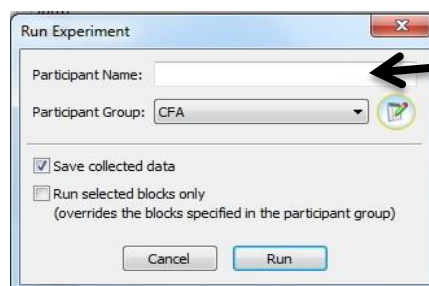 Run Experiment
Participant Name:
Participant Group: CFA
Save collected data
Run selected blocks only
(overrides the blocks specified in the participant group)
Cancel Run